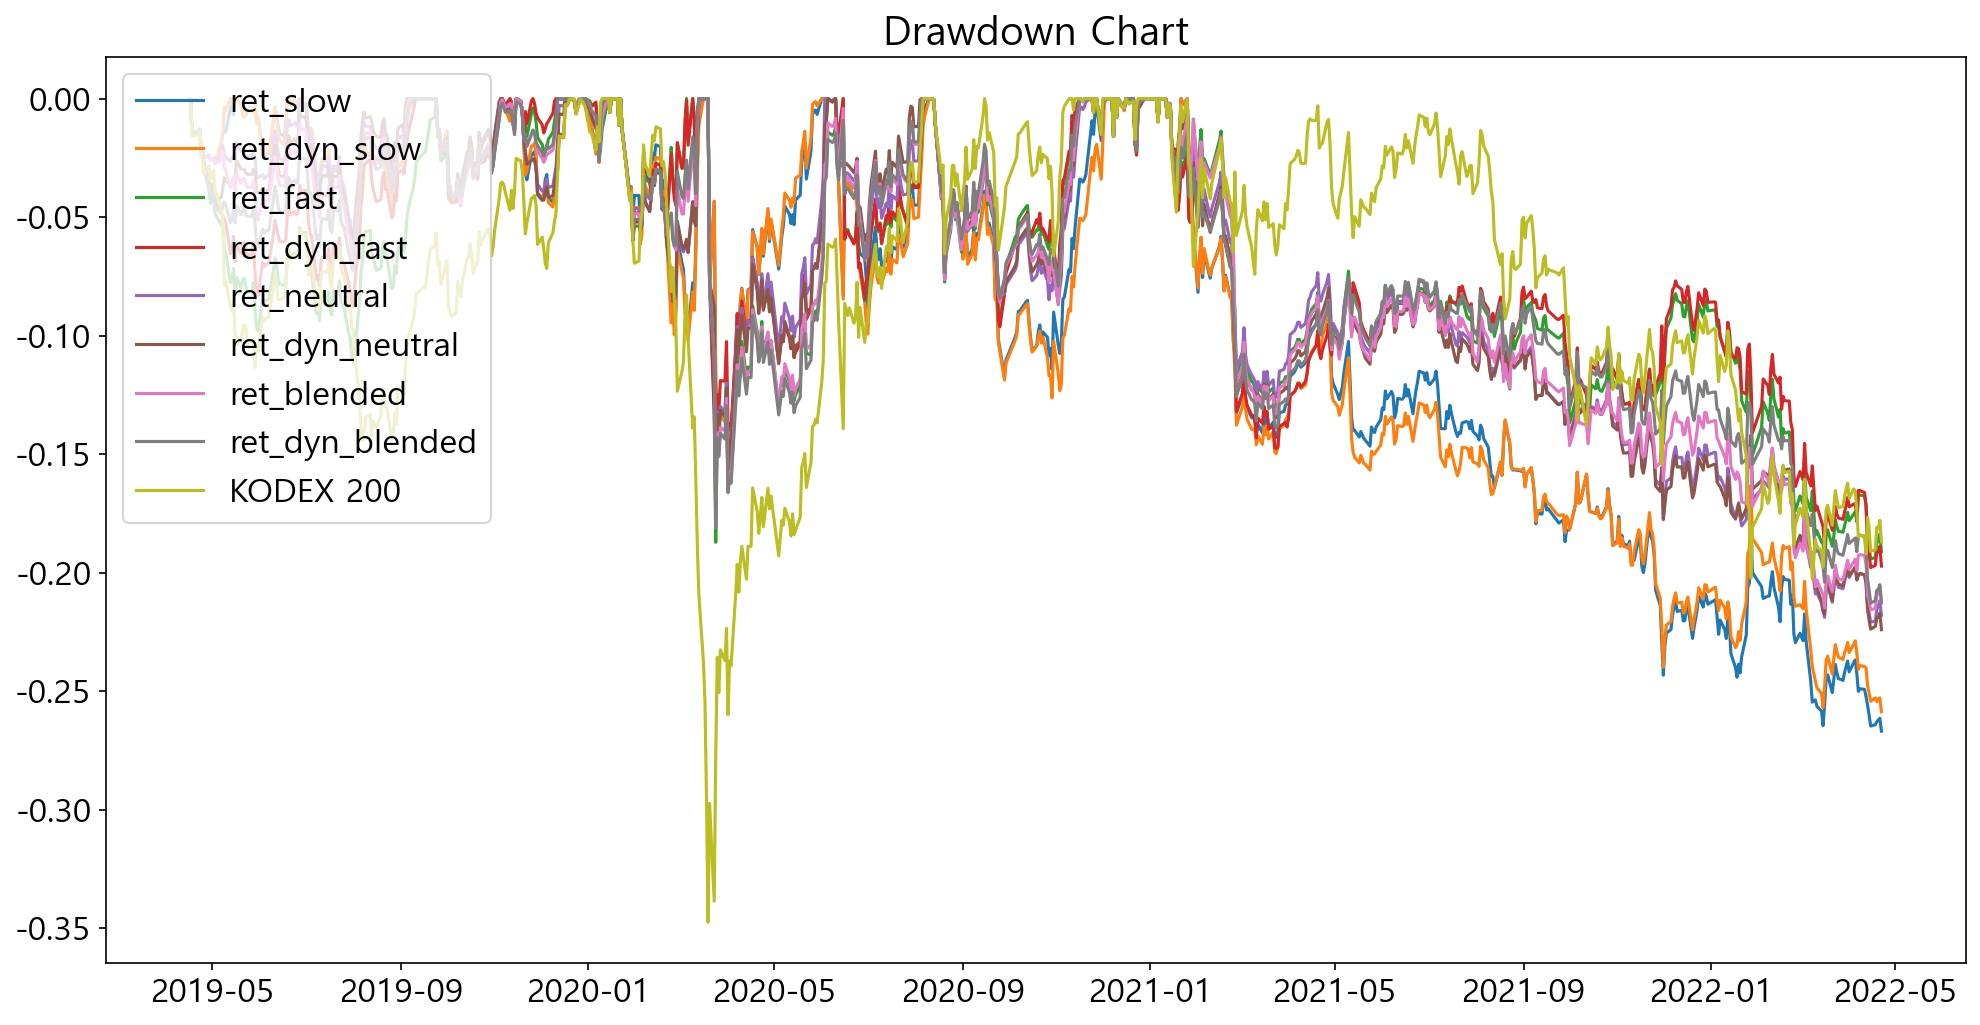 Drawdown Chart
0.00
-0.05
-0.10
-0.15
-0.20
-0.25
-0.30
-0.35
ret_slow
ret_dyn_slow
ret_fast
ret_dyn_fast
ret_neutral
ret_dyn_neutral
ret_blended
ret_dyn_blended
KODEX 200
2019-05 2019-09 2020-01 2020-05 2020-09 2021-01 2021-05 2021-09 2022-01 2022-05